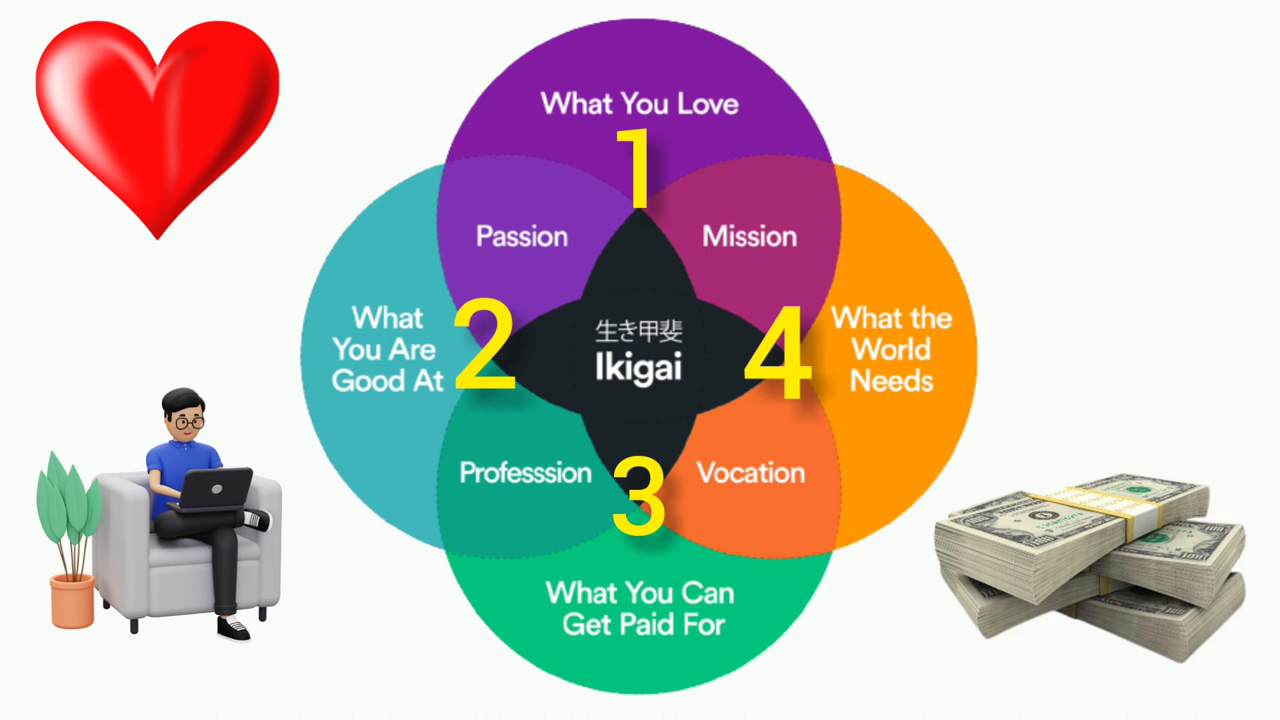 What You Love
1
Passion
Mission
What
You Are
Good At
2
生き甲斐
Ikigai
4
What the
World
Needs
Professsion
3
Vocation
What You Can
Get Paid For